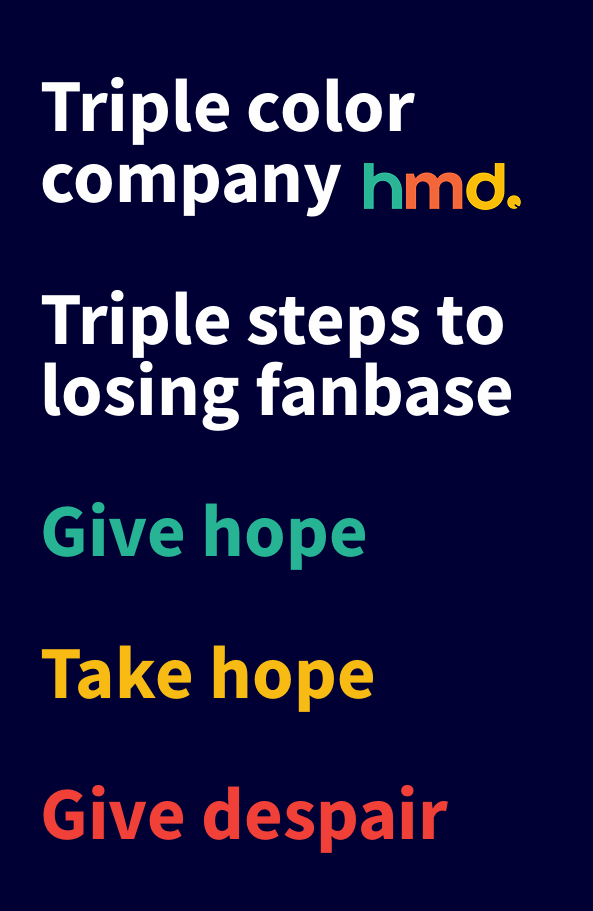 Triple color
company hmd.
Triple steps to
losing fanbase
Give hope
Take hope
Give despair